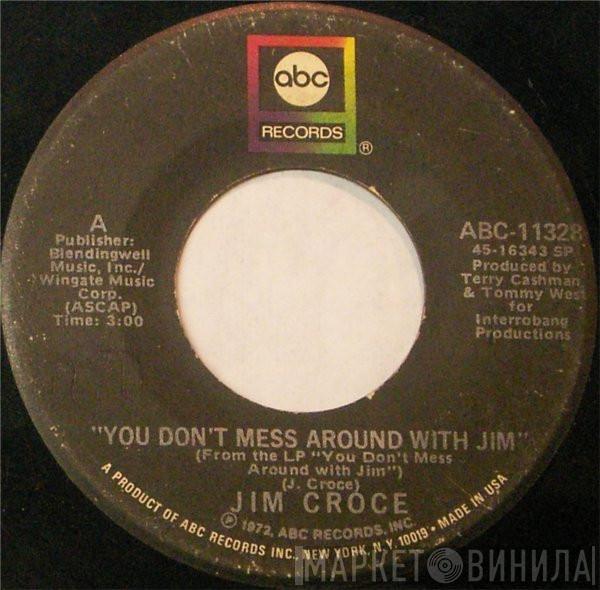 abc
RECORDS
®
A
Publisher:
Blendingwell
Music, Inc./
Wingate Music
Corp.
(ASCAP)
Time: 3:00
ABC-11328
45-16343 SP
Produced by
Terry Cashman
& Tommy West
for
Interrobang
Productions
"YOU DON'T MESS AROUND WITH JIM"
(From the LP "You Don't Mess
Around with Jim")
(J. Croce)
JIM CROCE
℗ 1972, ABC RECORDS, INC.
A PRODUCT OF ABC RECORDS INC., NEW YORK, N.Y. 10019 • MADE IN USA
МАРКЕТ ВИНИЛА